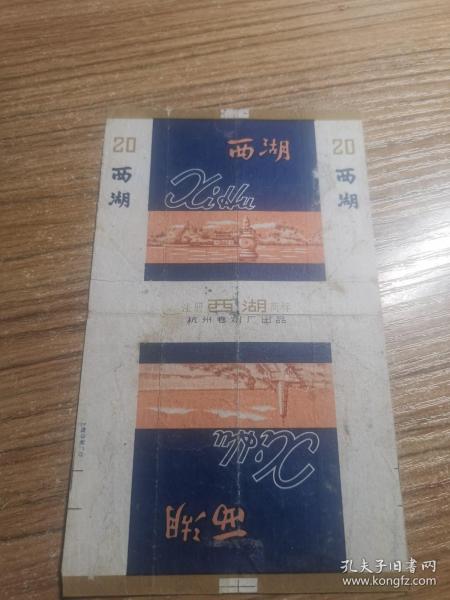 20
西湖
西湖
XiHu
20
西湖
注册 西湖 商标
杭州卷烟厂出品
XiHu
西湖
孔夫子旧书网
www.kongfz.com